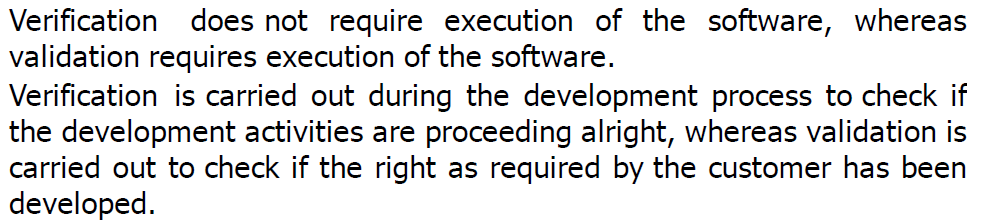 Verification does not require execution of the software, whereas
validation requires execution of the software.
Verification is carried out during the development process to check if
the development activities are proceeding alright, whereas validation is
carried out to check if the right as required by the customer has been
developed.